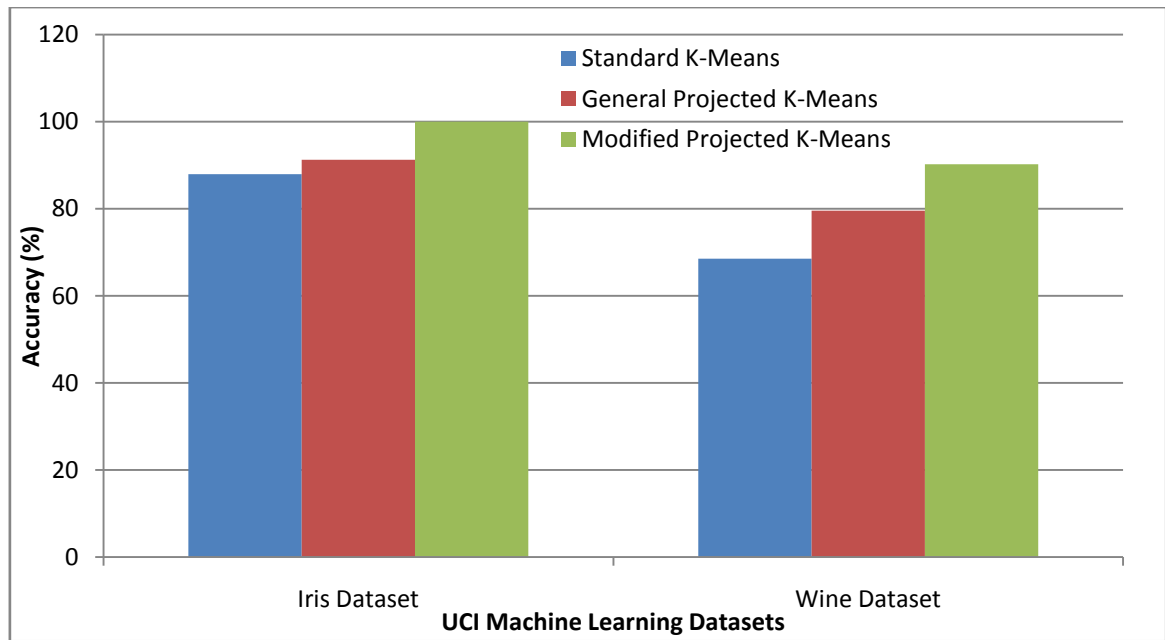 120
100
80
60
40
20
0
Accuracy (%)
Standard K-Means
General Projected K-Means
Modified Projected K-Means
Iris Dataset
Wine Dataset
UCI Machine Learning Datasets